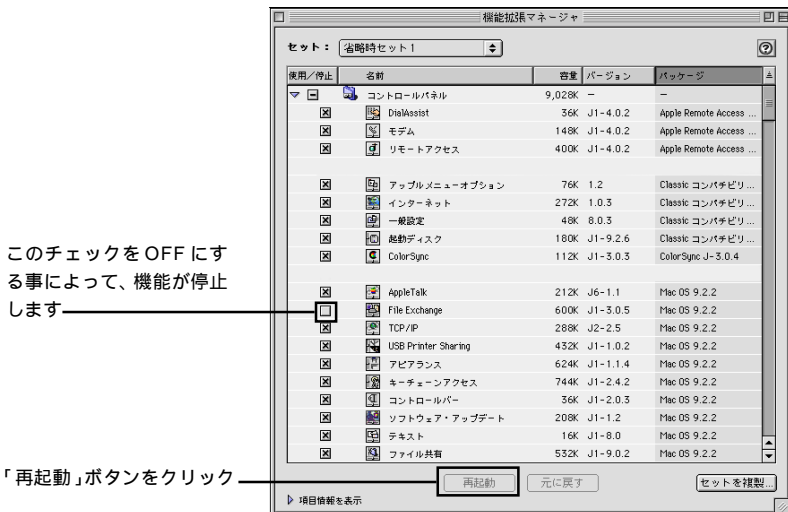 機能拡張マネージャ
セット： 省略時セット1
使用／停止 名前 容量 バージョン パッケージ
コントロールパネル 9,028K – –
DialAssist 36K J1-4.0.2 Apple Remote Access ...
モデム 148K J1-4.0.2 Apple Remote Access ...
リモートアクセス 400K J1-4.0.2 Apple Remote Access ...
アップルメニューオプション 76K 1.2 Classic コンパチビリ...
インターネット 272K 1.0.3 Classic コンパチビリ...
一般設定 48K 8.0.3 Classic コンパチビリ...
起動ディスク 180K J1-9.2.6 Classic コンパチビリ...
ColorSync 112K J1-3.0.3 ColorSync J-3.0.4
AppleTalk 212K J6-1.1 Mac OS 9.2.2
File Exchange 600K J1-3.0.5 Mac OS 9.2.2
TCP/IP 288K J2-2.5 Mac OS 9.2.2
USB Printer Sharing 432K J1-1.0.2 Mac OS 9.2.2
アピアランス 624K J1-1.1.4 Mac OS 9.2.2
キーチェーンアクセス 744K J1-2.4.2 Mac OS 9.2.2
コントロールバー 36K J1-2.0.3 Mac OS 9.2.2
ソフトウェア・アップデート 208K J1-1.2 Mac OS 9.2.2
テキスト 16K J1-8.0 Mac OS 9.2.2
ファイル共有 532K J1-9.0.2 Mac OS 9.2.2
再起動 元に戻す セットを複製...
項目情報を表示
このチェックを OFF にす
る事によって、機能が停止
します
「再起動」ボタンをクリック